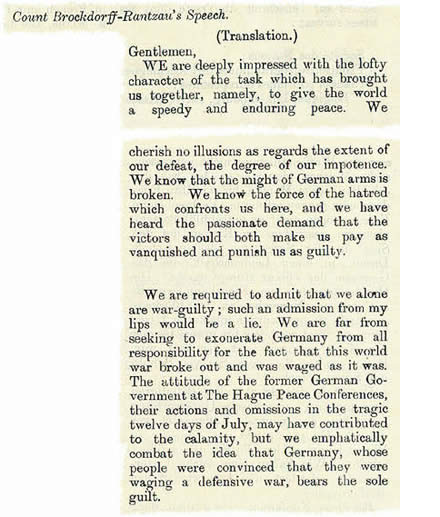 Count Brockdorff-Rantzau's Speech.
(Translation.)
Gentlemen,
WE are deeply impressed with the lofty
character of the task which has brought
us together, namely, to give the world
a speedy and enduring peace. We
cherish no illusions as regards the extent of
our defeat, the degree of our impotence.
We know that the might of German arms is
broken. We know the force of the hatred
which confronts us here, and we have
heard the passionate demand that the
victors should both make us pay as
vanquished and punish us as guilty.
We are required to admit that we alone
are war-guilty; such an admission from my
lips would be a lie. We are far from
seeking to exonerate Germany from all
responsibility for the fact that this world
war broke out and was waged as it was.
The attitude of the former German Go-
vernment at The Hague Peace Conferences,
their actions and omissions in the tragic
twelve days of July, may have contributed
to the calamity, but we emphatically
combat the idea that Germany, whose
people were convinced that they were
waging a defensive war, bears the sole
guilt.